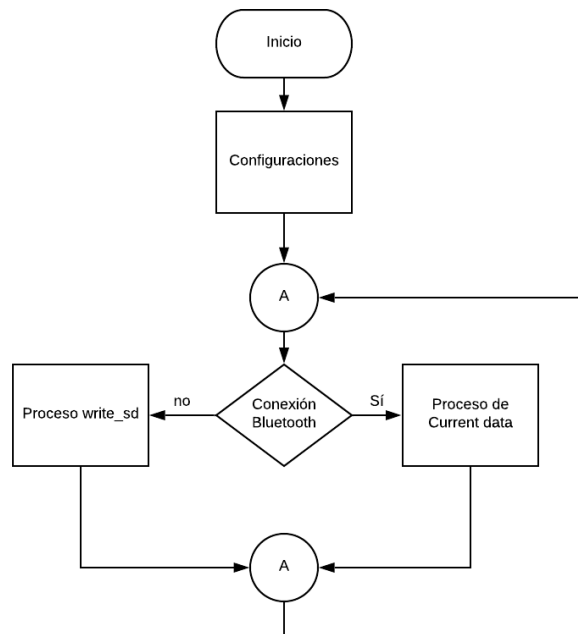 Inicio
Configuraciones
A
Proceso write_sd
no
Conexión
Bluetooth
Sí
Proceso de
Current data
A